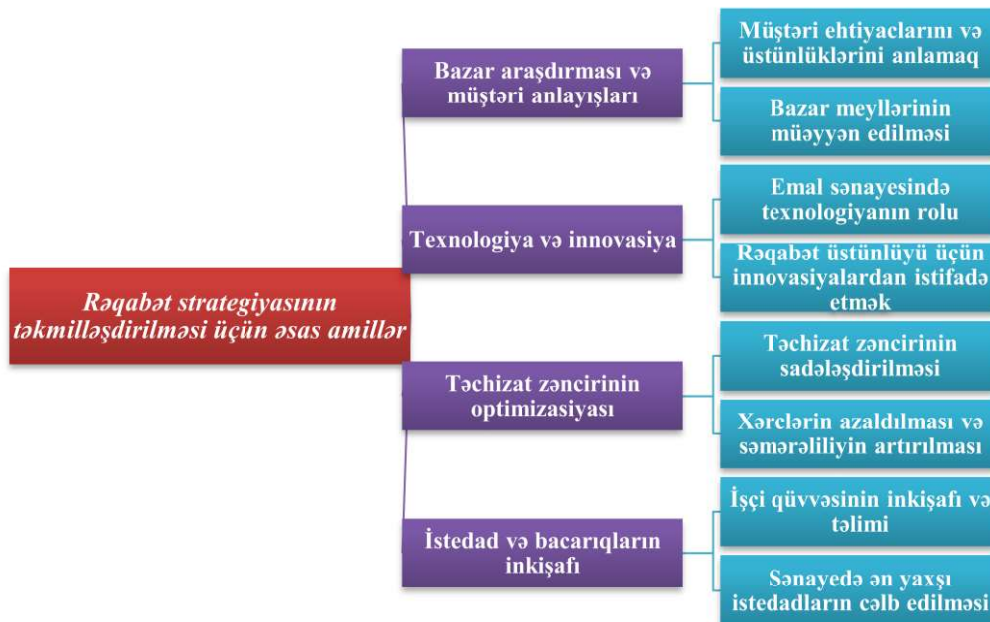 Rəqabət strategiyasının
təkmilləşdirilməsi üçün əsas amillər
Bazar araşdırması və
müştəri anlayışları
Müştəri ehtiyaclarını və
üstünlüklərini anlamaq
Bazar meyllərinin
müəyyən edilməsi
Texnologiya və innovasiya
Emal sənayesində
texnologiyanın rolu
Rəqabət üstünlüyü üçün
innovasiyalardan istifadə
etmək
Təchizat zəncirinin
optimizasiyası
Təchizat zəncirinin
sadələşdirilməsi
Xərclərin azaldılması və
səmərəliliyin artırılması
İstedad və bacarıqların
inkişafı
İşçi qüvvəsinin inkişafı və
təlimi
Sənayedə ən yaxşı
istedadların cəlb edilməsi